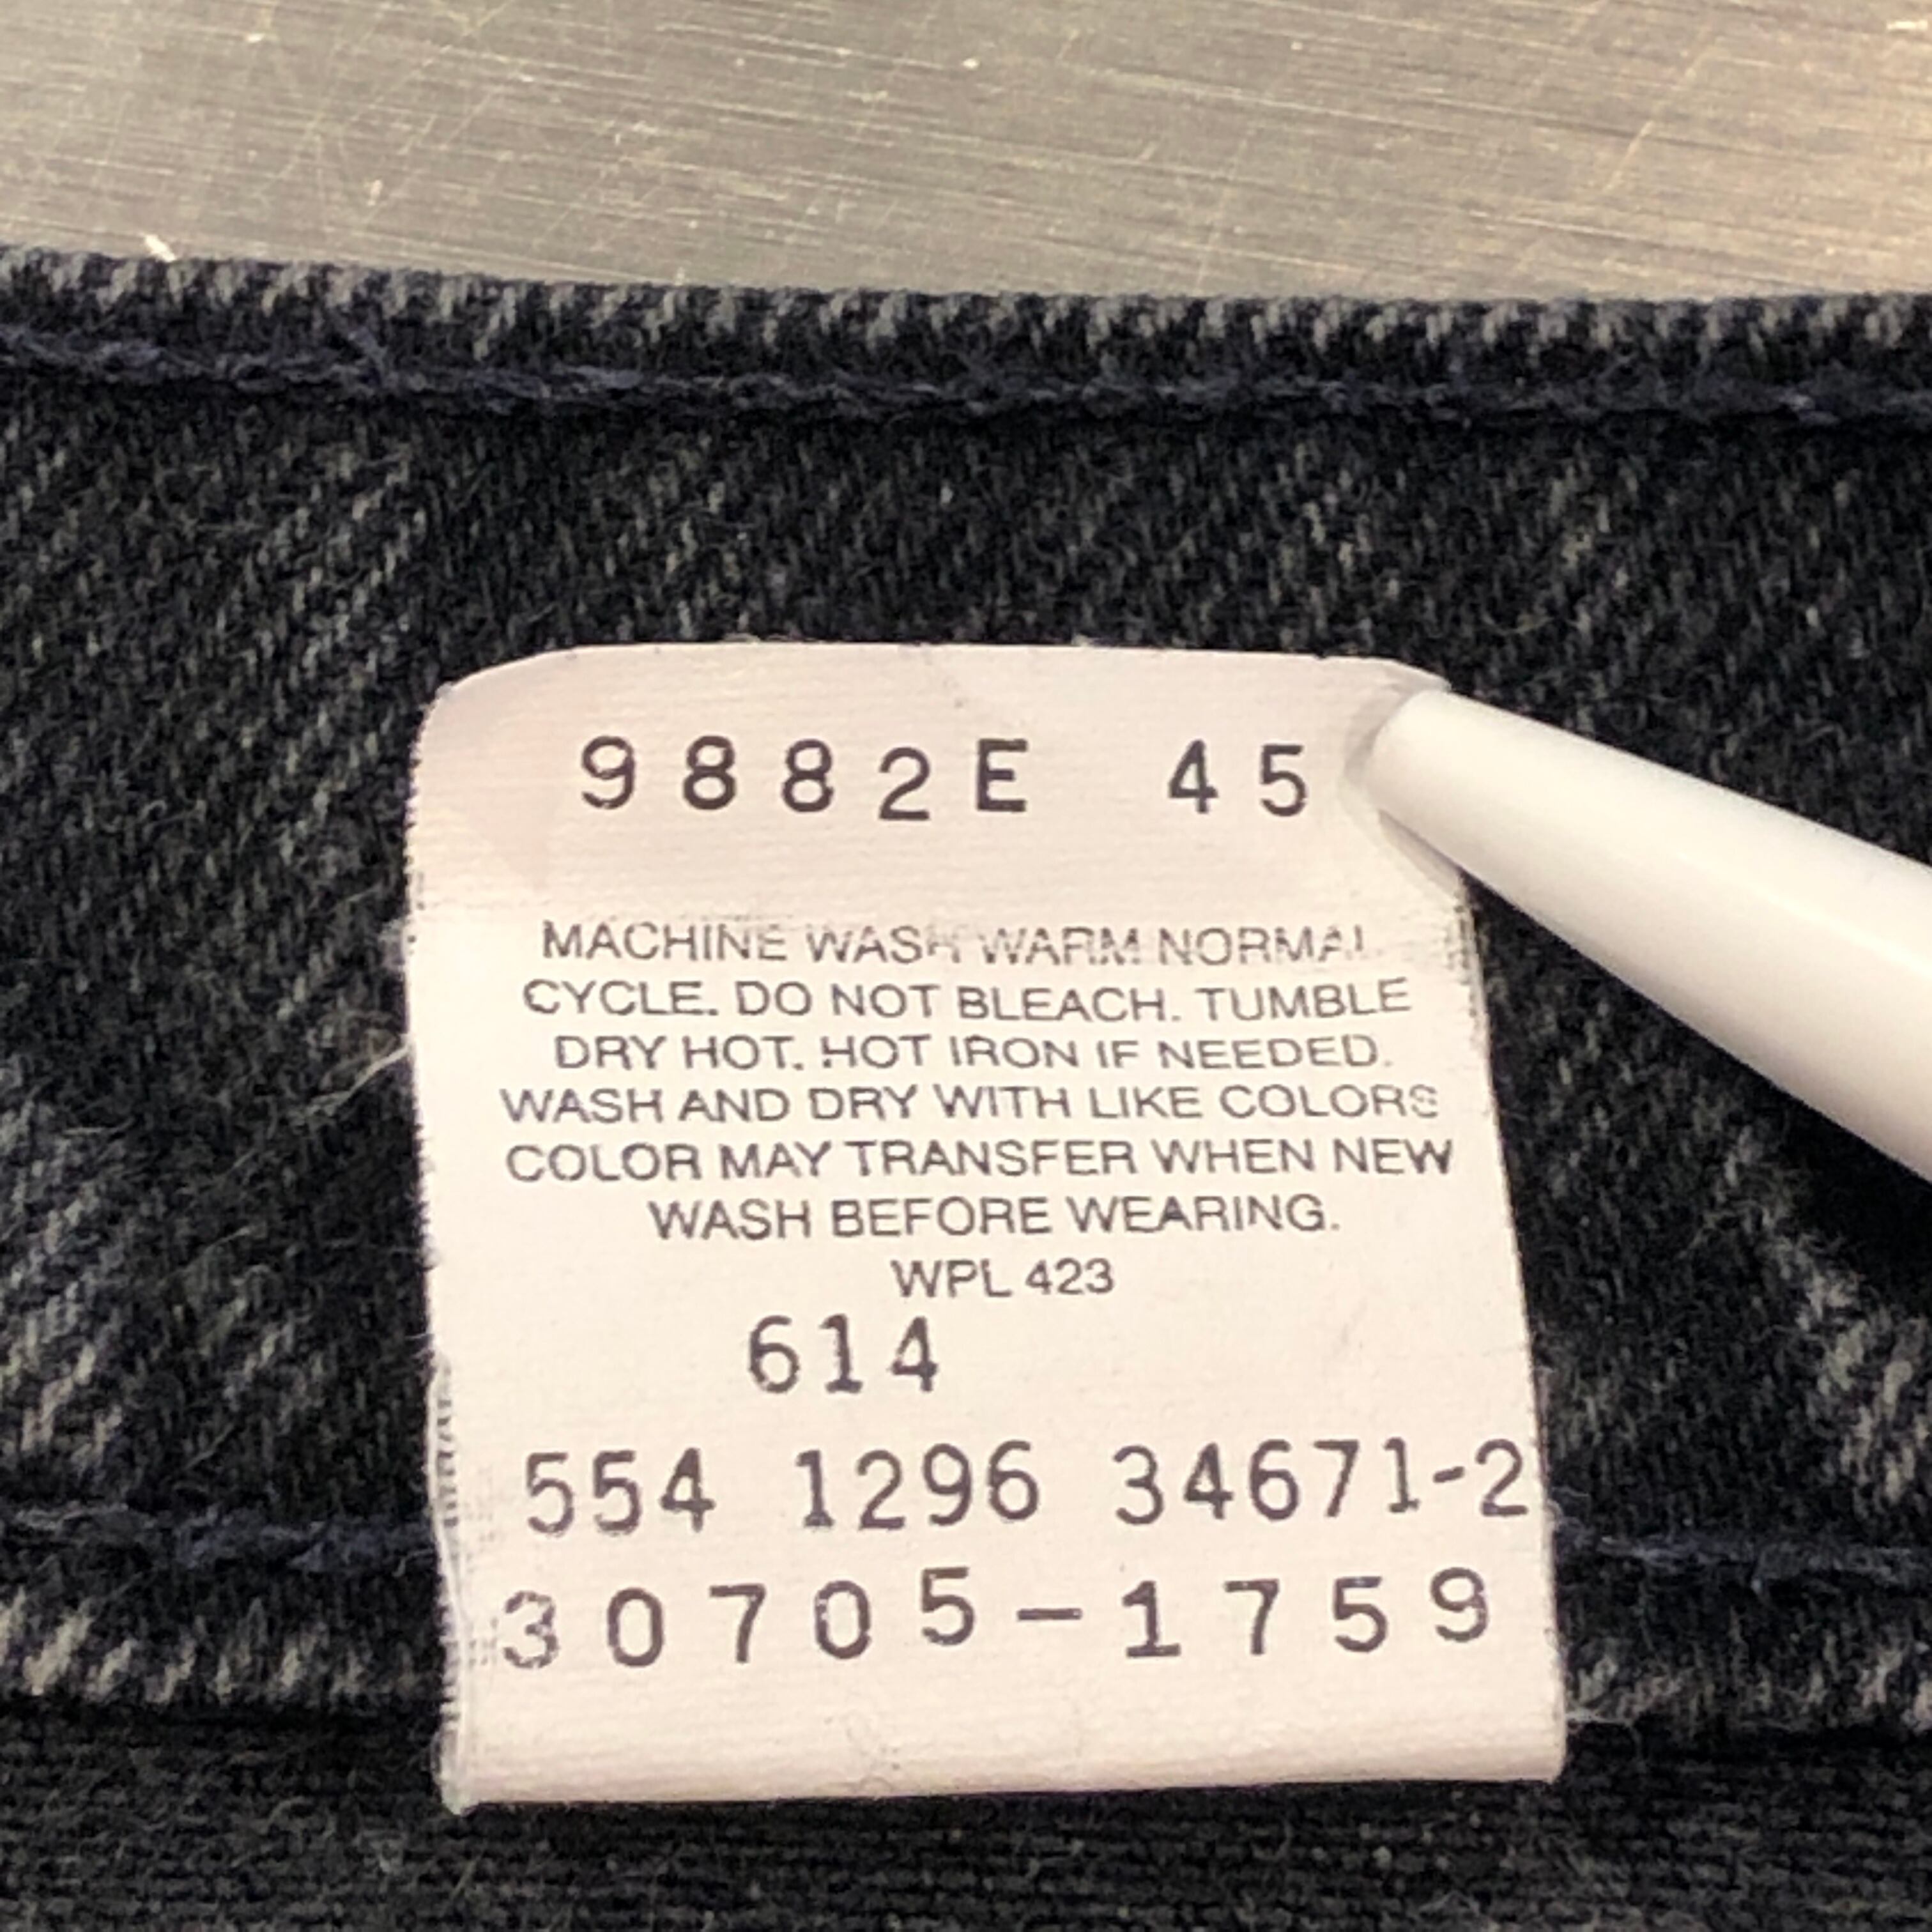 9882E 45
MACHINE WASH WARM NORMAL
CYCLE. DO NOT BLEACH. TUMBLE
DRY HOT. HOT IRON IF NEEDED.
WASH AND DRY WITH LIKE COLORS
COLOR MAY TRANSFER WHEN NEW
WASH BEFORE WEARING.
WPL 423
614
554 1296 34671-2
30705-1759